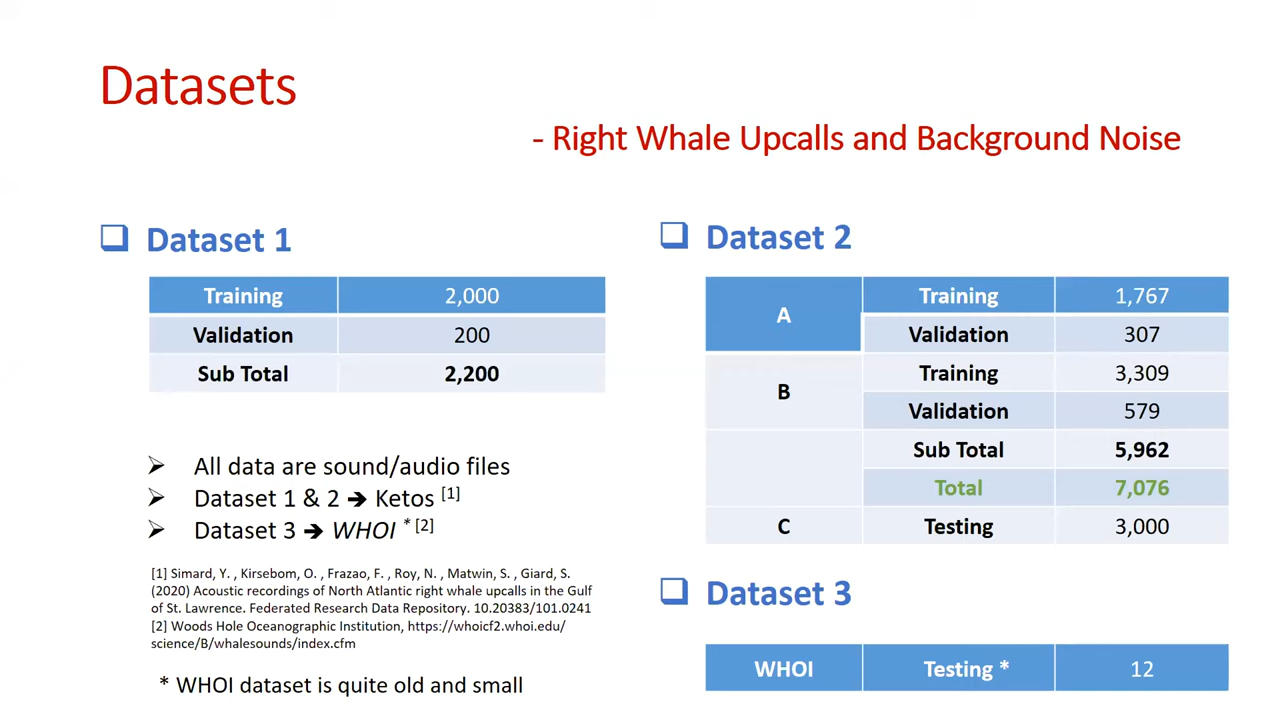 Datasets
- Right Whale Upcalls and Background Noise
❑ Dataset 1
Training 2,000
Validation 200
Sub Total 2,200
➢ All data are sound/audio files
➢ Dataset 1 & 2 ➔ Ketos [1]
➢ Dataset 3 ➔ WHOI * [2]
[1] Simard, Y. , Kirsebom, O. , Frazao, F. , Roy, N. , Matwin, S. , Giard, S.
(2020) Acoustic recordings of North Atlantic right whale upcalls in the Gulf
of St. Lawrence. Federated Research Data Repository. 10.20383/101.0241
[2] Woods Hole Oceanographic Institution, https://whoicf2.whoi.edu/
science/B/whalesounds/index.cfm
* WHOI dataset is quite old and small
❑ Dataset 2
A Training 1,767
Validation 307
B Training 3,309
Validation 579
Sub Total 5,962
Total 7,076
C Testing 3,000
❑ Dataset 3
WHOI Testing * 12